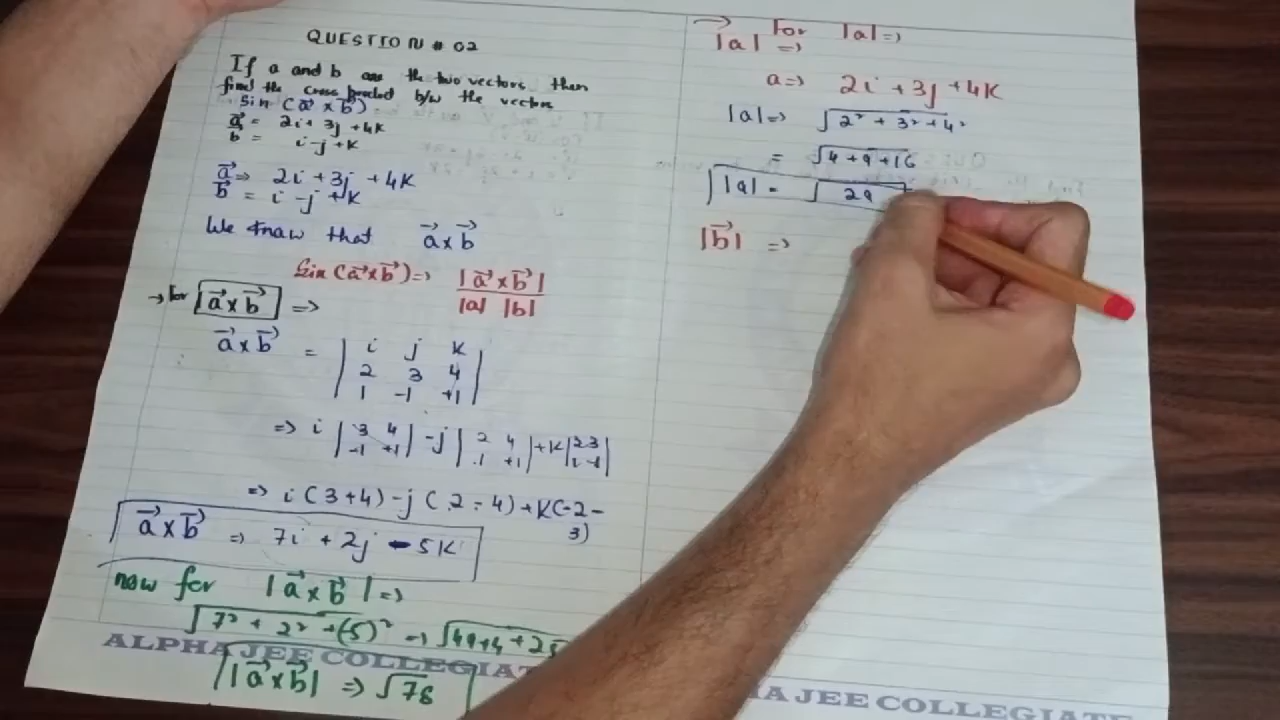 QUESTION # 02
If a and b are the two vectors then
find the cross product b/w the vectors
Sin (a⃗ x b⃗)
a⃗ = 2i + 3j + 4K
b = i - j + K
a⃗ => 2i + 3j + 4K
b⃗ = i - j + K
We know that a⃗ x b⃗
Sin (a⃗ x b⃗) => |a⃗ x b⃗|
|a| |b|
→ for |a⃗ x b⃗| =>
a⃗ x b⃗ = | i j K |
| 2 3 4 |
| 1 -1 +1 |
=> i | 3 4 | - j | 2 4 | + K | 2 3 |
| -1 +1 | | 1 +1 | | 1 -1 |
=> i (3+4) - j (2-4) + K (-2-
3)
a⃗ x b⃗ => 7i + 2j - 5K
now for |a⃗ x b⃗| =>
√7² + 2² + (-5)² → √49+4+25
|a⃗ x b⃗| => √78
ALPHA JEE COLLEGIATE
For |a| =>
|a| =>
a => 2i + 3j + 4K
|a| => √2² + 3² + 4²
= √4 + 9 + 16
|a| = √29
|b⃗| =>
HA JEE COLLEGIATE